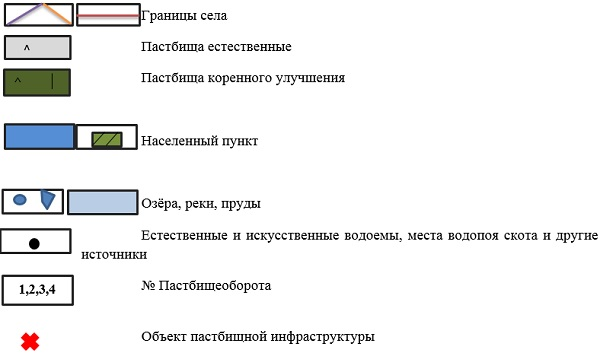 Границы села
^ Пастбища естественные
^ | Пастбища коренного улучшения
Населенный пункт
Озёра, реки, пруды
Естественные и искусственные водоемы, места водопоя скота и другие
источники
1,2,3,4 № Пастбищеоборота
Объект пастбищной инфраструктуры